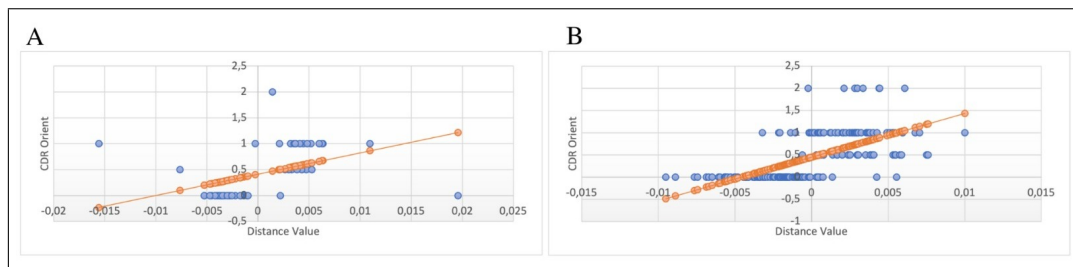 A
2,5
2
1,5
1
0,5
0
-0,5
-0,02 -0,015 -0,01 -0,005 0 0,005 0,01 0,015 0,02 0,025
CDR Orient
Distance Value
B
2,5
2
1,5
1
0,5
0
-0,5
-1
-0,015 -0,01 -0,005 0 0,005 0,01 0,015
CDR Orient
Distance Value